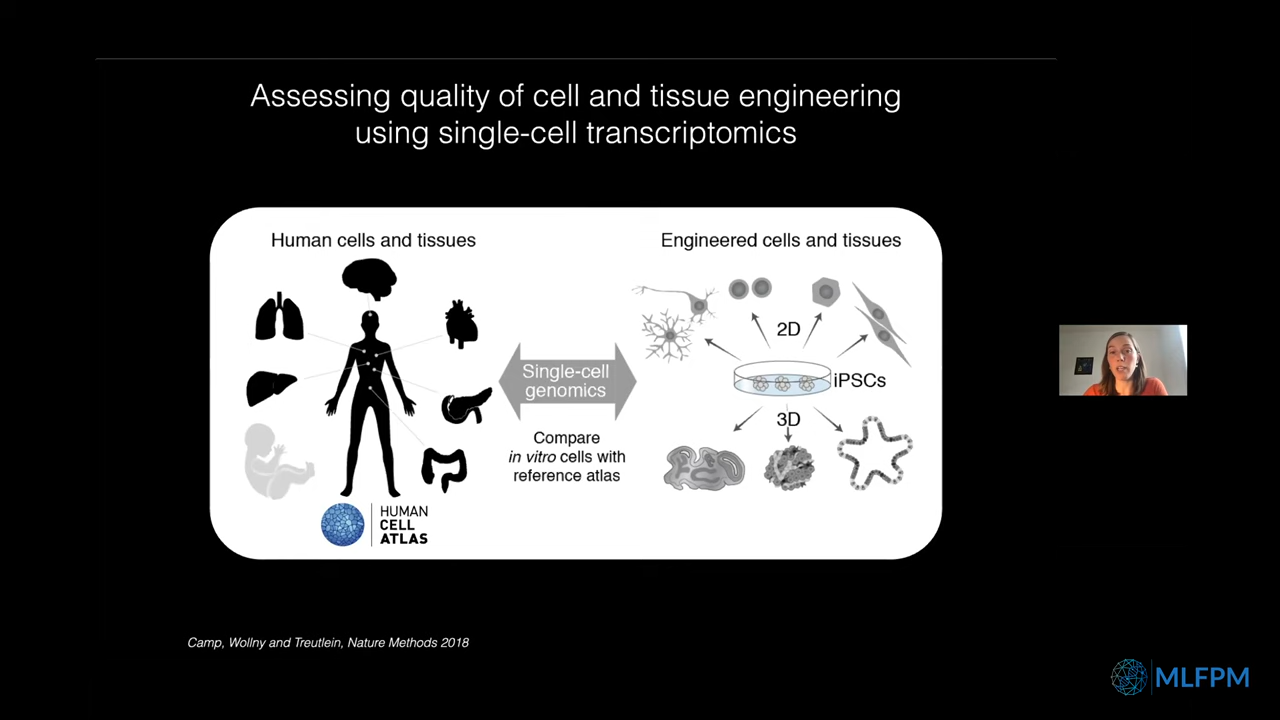 Assessing quality of cell and tissue engineering
using single-cell transcriptomics
Human cells and tissues
Engineered cells and tissues
2D
Single-cell
genomics
iPSCs
3D
Compare
in vitro cells with
reference atlas
HUMAN
CELL
ATLAS
Camp, Wollny and Treutlein, Nature Methods 2018
MLFPM